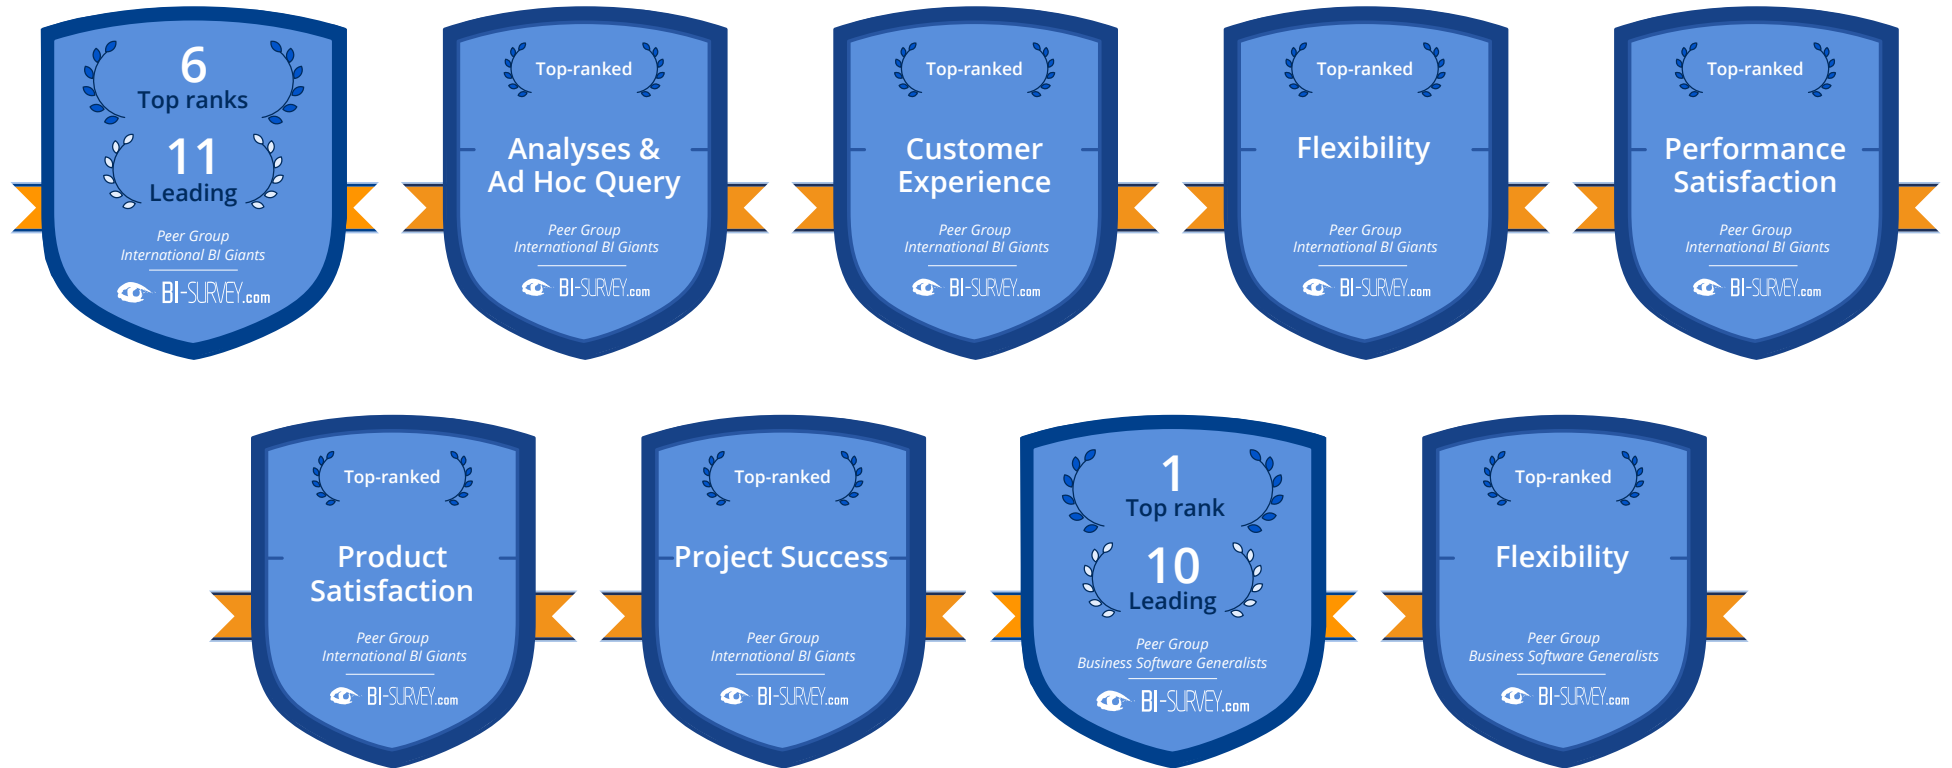 6
Top ranks
11
Leading
Peer Group
International BI Giants
BI-SURVEY.com
Top-ranked
Analyses &
Ad Hoc Query
Peer Group
International BI Giants
BI-SURVEY.com
Top-ranked
Customer
Experience
Peer Group
International BI Giants
BI-SURVEY.com
Top-ranked
Flexibility
Peer Group
International BI Giants
BI-SURVEY.com
Top-ranked
Performance
Satisfaction
Peer Group
International BI Giants
BI-SURVEY.com
Top-ranked
Product
Satisfaction
Peer Group
International BI Giants
BI-SURVEY.com
Top-ranked
Project Success
Peer Group
International BI Giants
BI-SURVEY.com
1
Top rank
10
Leading
Peer Group
Business Software Generalists
BI-SURVEY.com
Top-ranked
Flexibility
Peer Group
Business Software Generalists
BI-SURVEY.com